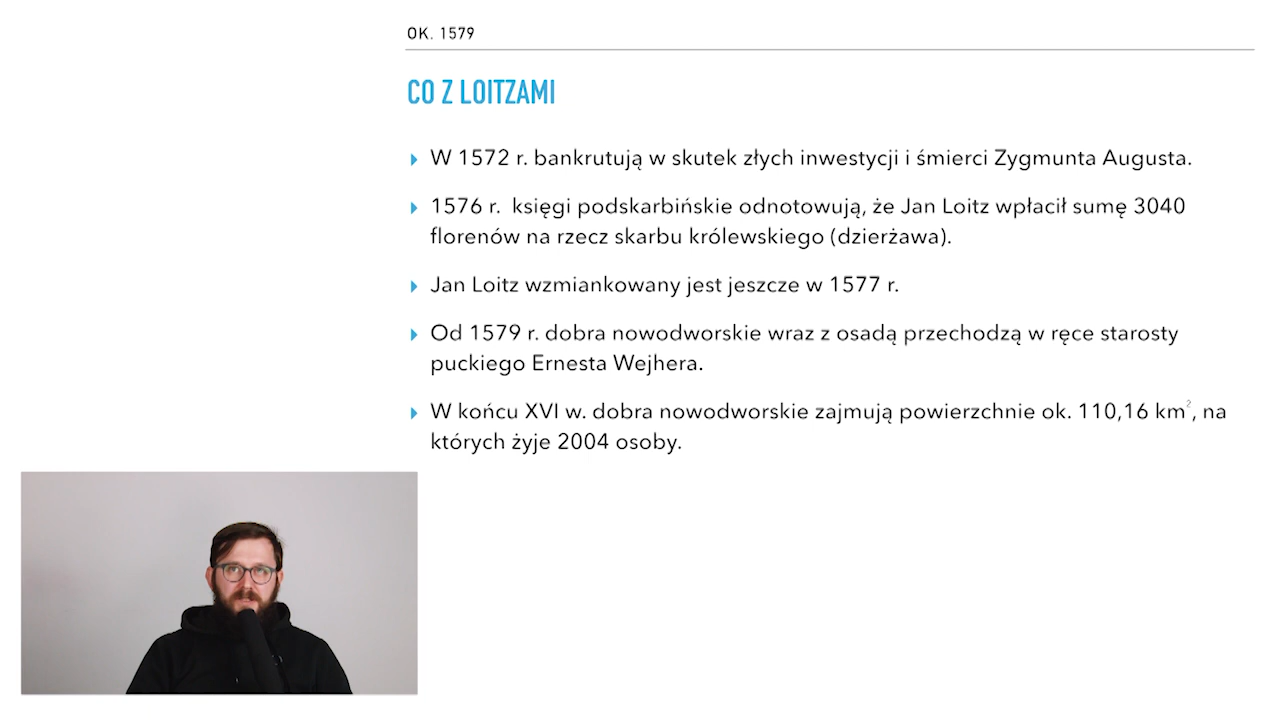 OK. 1579
CO Z LOITZAMI
W 1572 r. bankrutują w skutek złych inwestycji i śmierci Zygmunta Augusta.
1576 r. księgi podskarbińskie odnotowują, że Jan Loitz wpłacił sumę 3040
florenów na rzecz skarbu królewskiego (dzierżawa).
Jan Loitz wzmiankowany jest jeszcze w 1577 r.
Od 1579 r. dobra nowodworskie wraz z osadą przechodzą w ręce starosty
puckiego Ernesta Wejhera.
W końcu XVI w. dobra nowodworskie zajmują powierzchnie ok. 110,16 km², na
których żyje 2004 osoby.